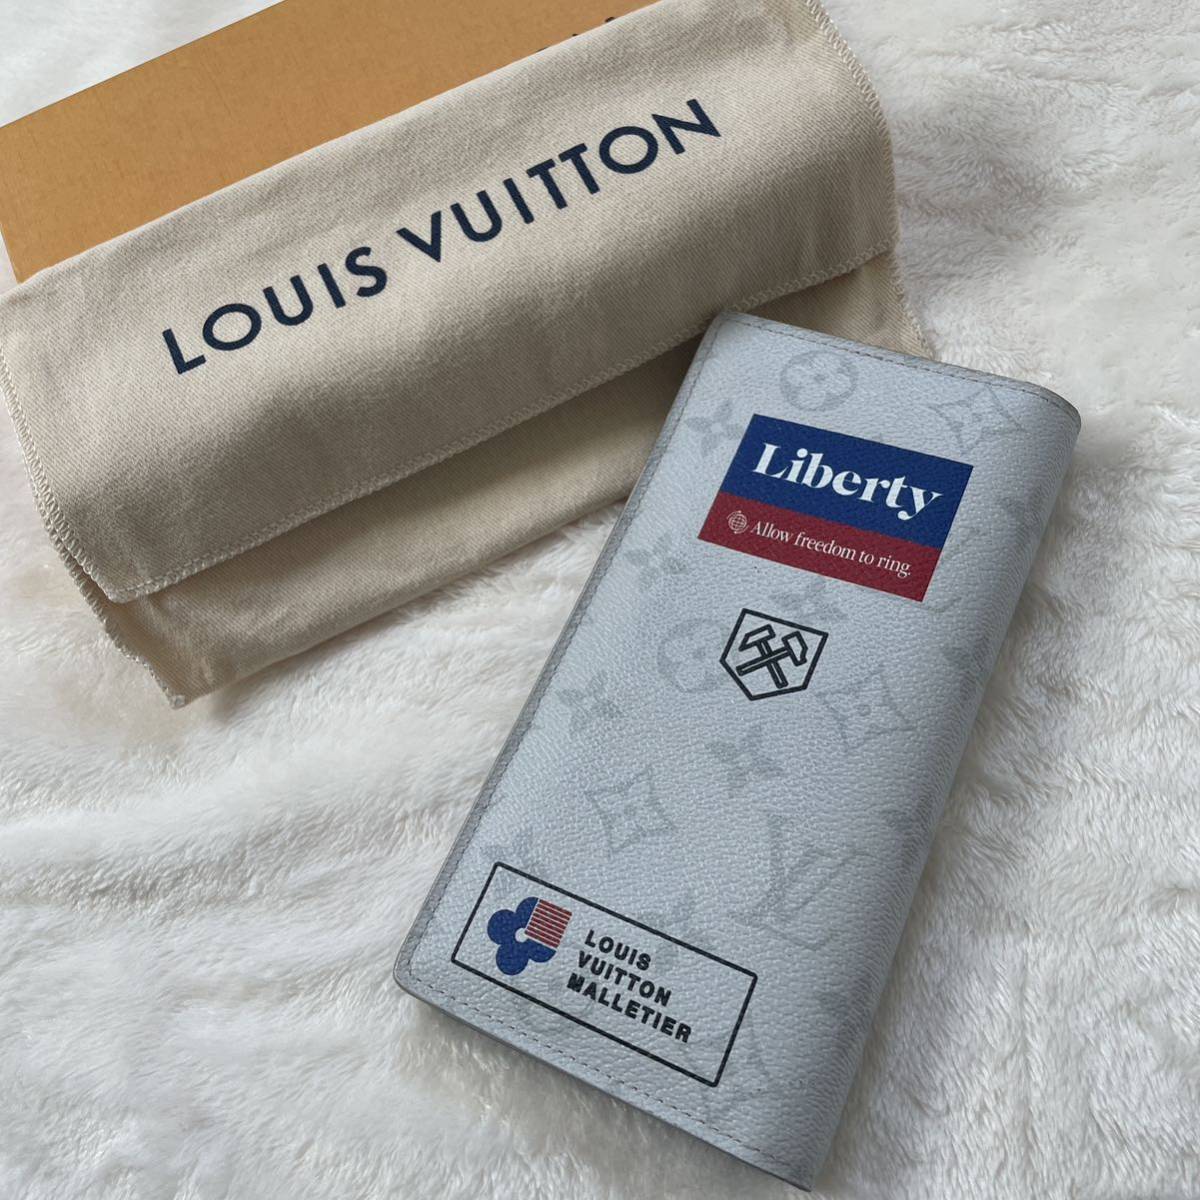 LOUIS VUITTON
Liberty
Allow freedom to ring.
LOUIS
VUITTON
MALLETIER